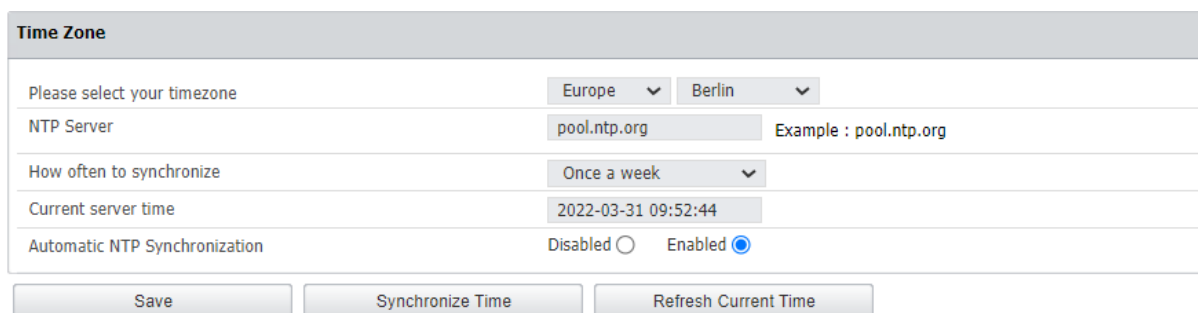 Time Zone
Please select your timezone Europe Berlin
NTP Server pool.ntp.org Example : pool.ntp.org
How often to synchronize Once a week
Current server time 2022-03-31 09:52:44
Automatic NTP Synchronization Disabled Enabled
Save Synchronize Time Refresh Current Time